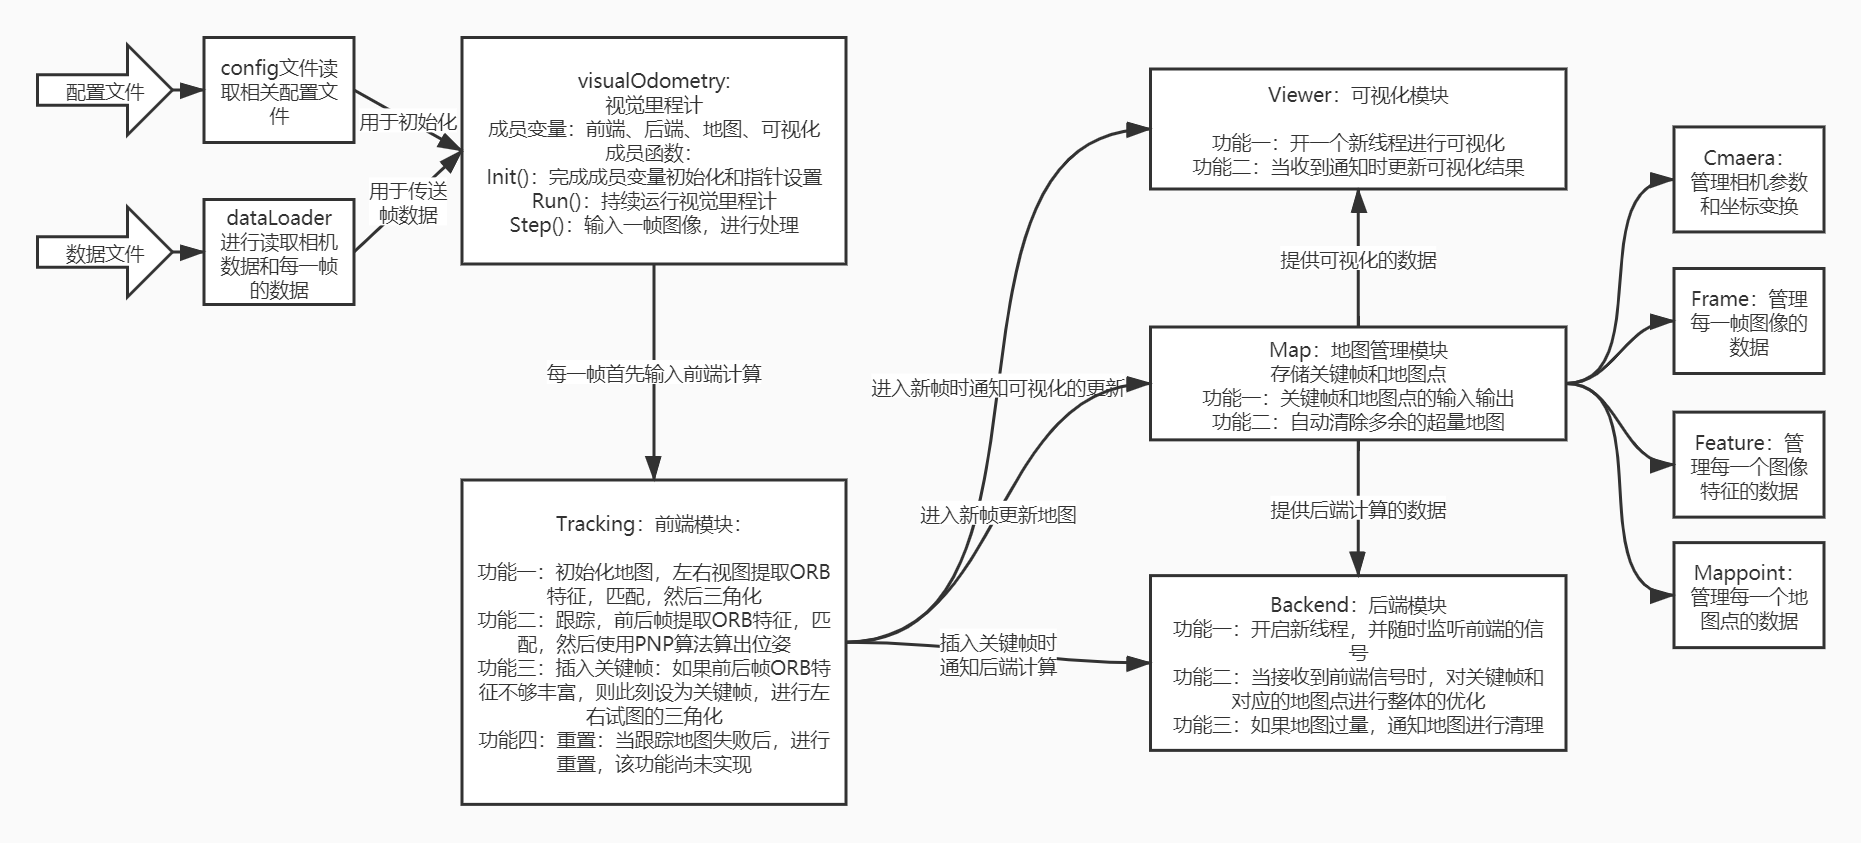 配置文件
config文件读
取相关配置文
件
用于初始化
数据文件
dataLoader
进行读取相机
数据和每一帧
的数据
用于传送
帧数据
visualOdometry:
视觉里程计
成员变量：前端、后端、地图、可视化
成员函数：
Init()：完成成员变量初始化和指针设置
Run()：持续运行视觉里程计
Step()：输入一帧图像，进行处理
每一帧首先输入前端计算
Tracking：前端模块：
功能一：初始化地图，左右视图提取ORB
特征，匹配，然后三角化
功能二：跟踪，前后帧提取ORB特征，匹
配，然后使用PNP算法算出位姿
功能三：插入关键帧：如果前后帧ORB特
征不够丰富，则此刻设为关键帧，进行左
右试图的三角化
功能四：重置：当跟踪地图失败后，进行
重置，该功能尚未实现
进入新帧时通知可视化的更新
进入新帧更新地图
插入关键帧时
通知后端计算
Viewer：可视化模块
功能一：开一个新线程进行可视化
功能二：当收到通知时更新可视化结果
提供可视化的数据
Map：地图管理模块
存储关键帧和地图点
功能一：关键帧和地图点的输入输出
功能二：自动清除多余的超量地图
提供后端计算的数据
Backend：后端模块
功能一：开启新线程，并随时监听前端的信
号
功能二：当接收到前端信号时，对关键帧和
对应的地图点进行整体的优化
功能三：如果地图过量，通知地图进行清理
Cmaera：
管理相机参数
和坐标变换
Frame：管理
每一帧图像的
数据
Feature：管
理每一个图像
特征的数据
Mappoint：
管理每一个地
图点的数据